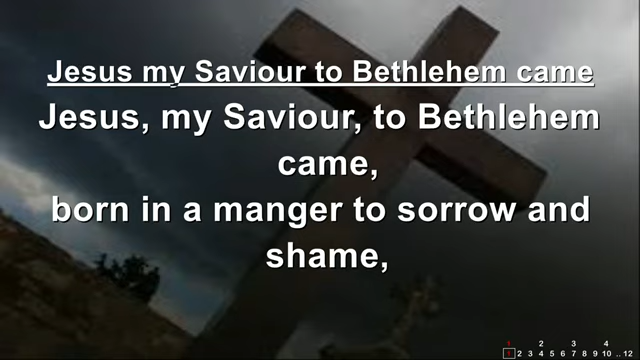 Jesus my Saviour to Bethlehem came
Jesus, my Saviour, to Bethlehem
came,
born in a manger to sorrow and
shame,
1 2 3 4
1 2 3 4 5 6 7 8 9 10 .. 12